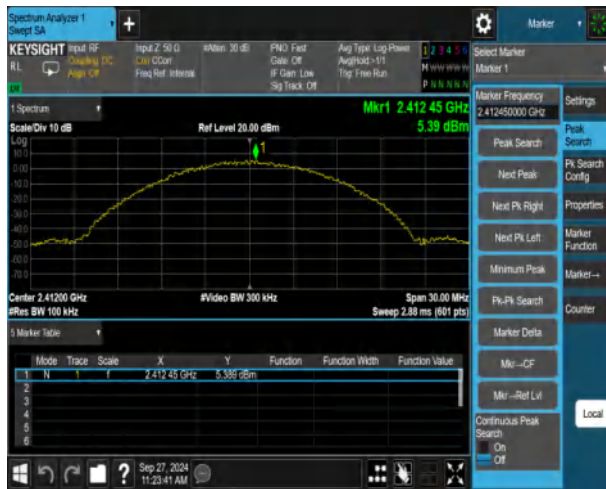 Spectrum Analyzer 1
Swept SA
+
Marker
KEYSIGHT
RL
Input: RF
Coupling: DC
Align: Off
Input Z: 50 Ω
Corr CCorr
Freq Ref: Internal
#Atten: 30 dB
PNO: Fast
Gate: Off
IF Gain: Low
Sig Track: Off
Avg Type: Log-Power
Avg|Hold:>1/1
Trig: Free Run
1 2 3 4 5 6
M W W W W W
P N N N N N
Select Marker
Marker 1
1 Spectrum
Scale/Div 10 dB
Ref Level 20.00 dBm
Mkr1 2.412 45 GHz
5.39 dBm
Log
10.0
0.00
-10.0
-20.0
-30.0
-40.0
-50.0
-60.0
-70.0
1
Center 2.41200 GHz
#Res BW 100 kHz
#Video BW 300 kHz
Span 30.00 MHz
Sweep 2.88 ms (601 pts)
5 Marker Table
Mode Trace Scale X Y Function Function Width Function Value
1 N 1 f 2.412 45 GHz 5.389 dBm
2
3
4
5
6
Marker Frequency
2.412450000 GHz
Peak Search
Next Peak
Next Pk Right
Next Pk Left
Minimum Peak
Pk-Pk Search
Marker Delta
Mkr→CF
Mkr→Ref Lvl
Continuous Peak
Search
On
Off
Settings
Peak
Search
Pk Search
Config
Properties
Marker
Function
Marker→
Counter
Local
?
Sep 27, 2024
11:23:41 AM